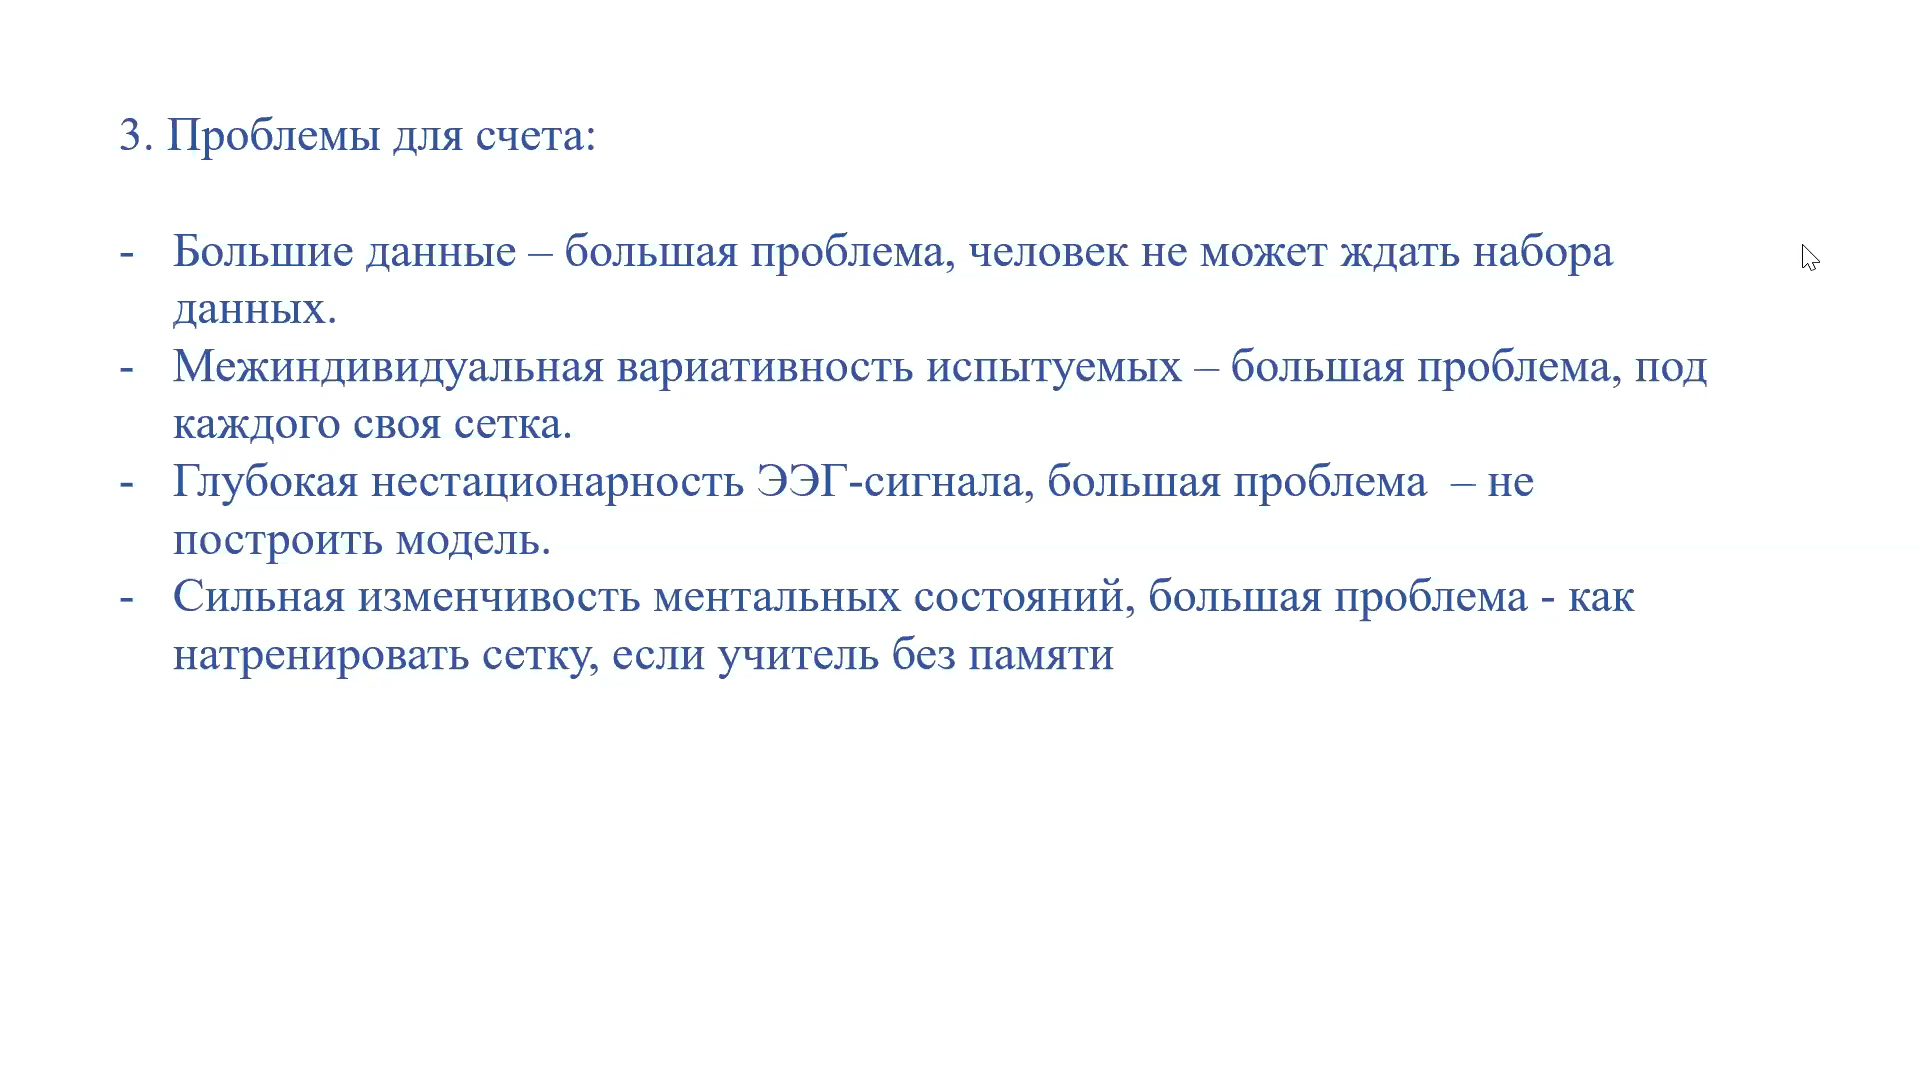 3. Проблемы для счета:
- Большие данные – большая проблема, человек не может ждать набора
данных.
- Межиндивидуальная вариативность испытуемых – большая проблема, под
каждого своя сетка.
- Глубокая нестационарность ЭЭГ-сигнала, большая проблема – не
построить модель.
- Сильная изменчивость ментальных состояний, большая проблема - как
натренировать сетку, если учитель без памяти